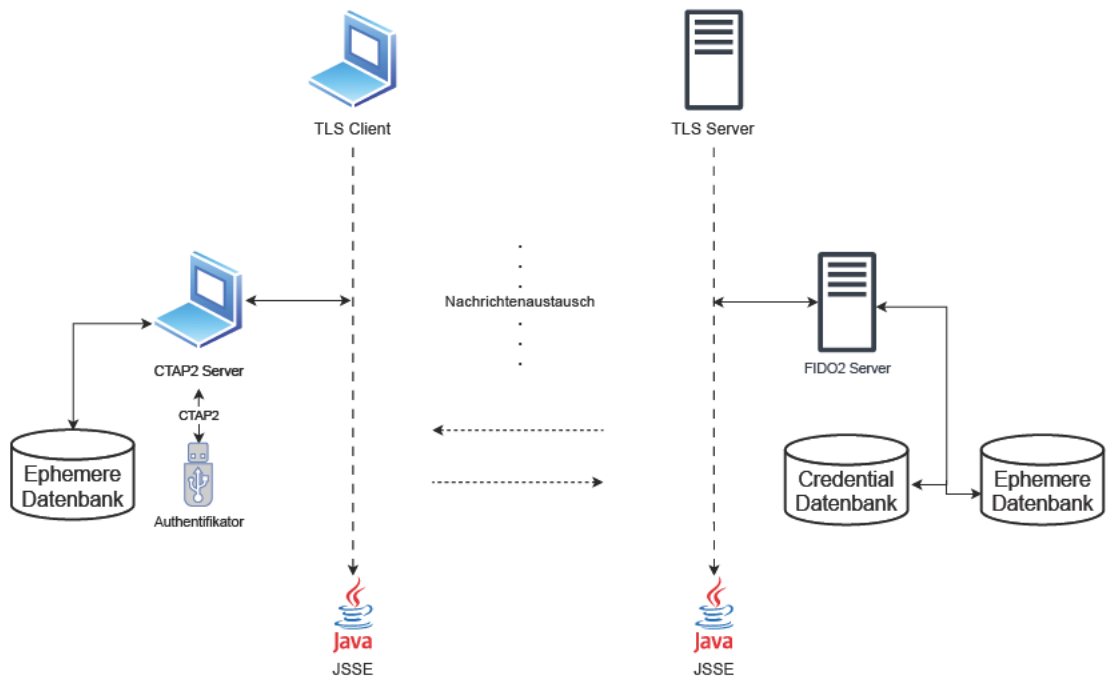 TLS Client
TLS Server
Nachrichtenaustausch
CTAP2 Server
FIDO2 Server
CTAP2
Ephemere
Datenbank
Credential
Datenbank
Ephemere
Datenbank
Authentifikator
Java
JSSE
Java
JSSE